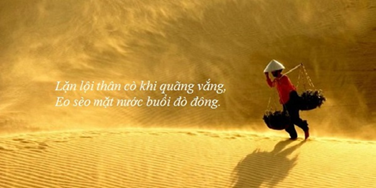 Lặn lội thân cò khi quãng vắng,
Eo sèo mặt nước buổi đò đông.